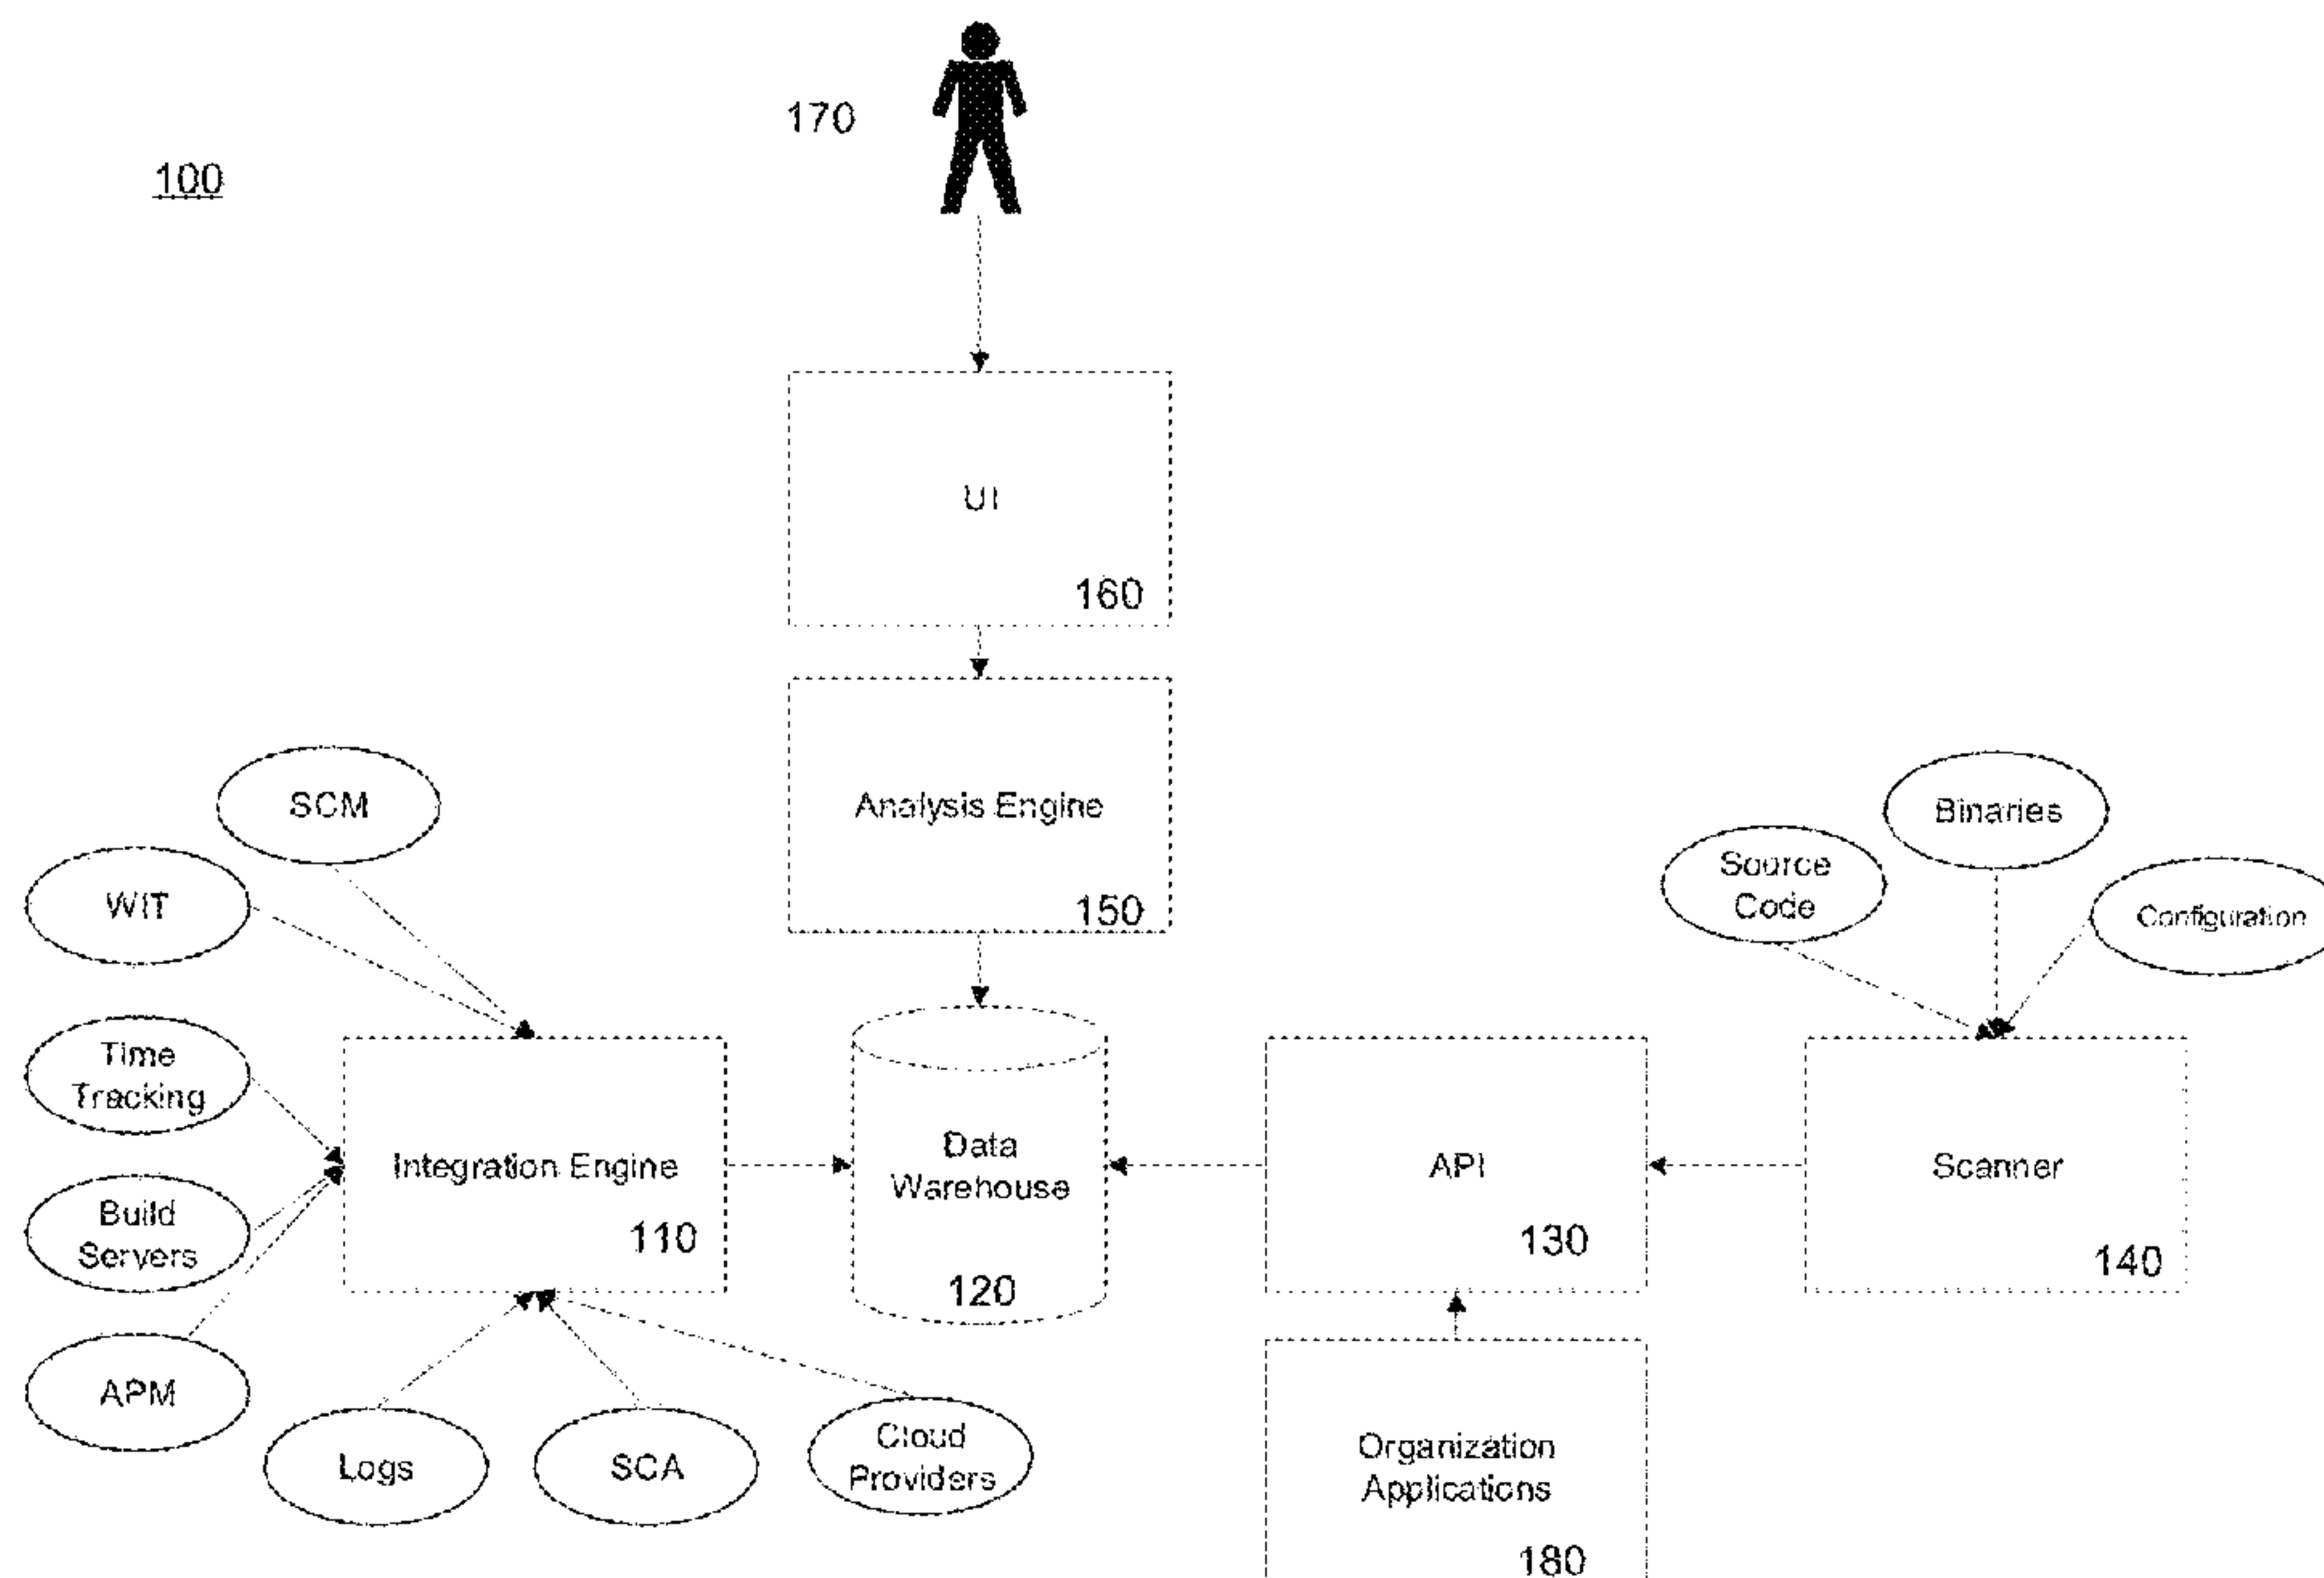 170
100
UI
160
Analysis Engine
150
SCM
WIT
Time
Tracking
Build
Servers
APM
Logs
SCA
Cloud
Providers
Integration Engine
110
Data
Warehouse
120
API
130
Source
Code
Binaries
Configuration
Scanner
140
Organization
Applications
180